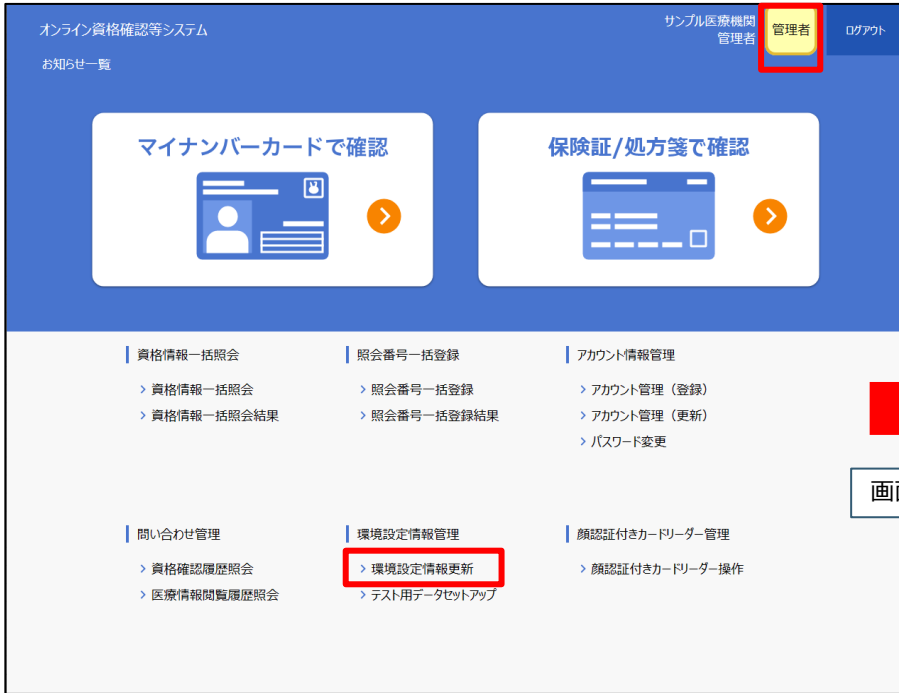 オンライン資格確認等システム
サンプル医療機関
管理者
管理者
ログアウト
お知らせ一覧
マイナンバーカードで確認
保険証/処方箋で確認
資格情報一括照会
照会番号一括登録
アカウント情報管理
資格情報一括照会
照会番号一括登録
アカウント管理（登録）
資格情報一括照会結果
照会番号一括登録結果
アカウント管理（更新）
パスワード変更
画
問い合わせ管理
環境設定情報管理
顔認証付きカードリーダー管理
資格確認履歴照会
環境設定情報更新
顔認証付きカードリーダー操作
医療情報閲覧履歴照会
テスト用データセットアップ